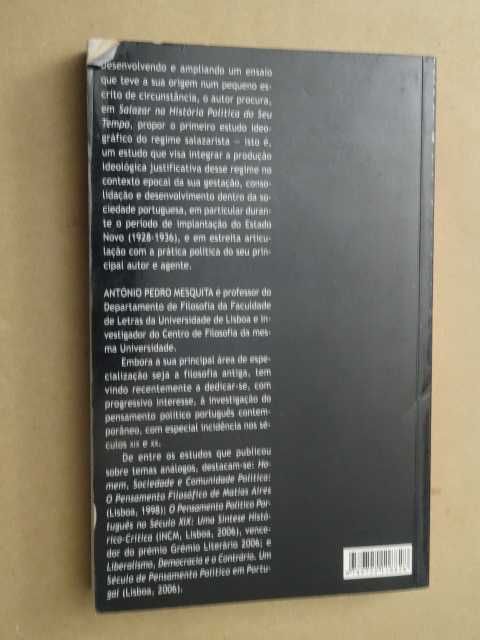 desenvolvendo e ampliando um ensaio
que teve a sua origem num pequeno es-
crito de circunstância, o autor procura,
em Salazar na História Política do Seu
Tempo, propor o primeiro estudo ideo-
gráfico do regime salazarista — isto é,
um estudo que visa integrar a produção
ideológica justificativa desse regime no
contexto epocal da sua gestação, conso-
lidação e desenvolvimento dentro da so-
ciedade portuguesa, em particular duran-
te o período de implantação do Estado
Novo (1928-1936), e em estreita articu-
lação com a prática política do seu prin-
cipal autor e agente.
ANTÓNIO PEDRO MESQUITA é professor do
Departamento de Filosofia da Faculdade
de Letras da Universidade de Lisboa e in-
vestigador do Centro de Filosofia da mes-
ma Universidade.
Embora a sua principal área de espe-
cialização seja a filosofia antiga, tem
vindo recentemente a dedicar-se, com
progressivo interesse, à investigação do
pensamento político português contem-
porâneo, com especial incidência nos sé-
culos XIX e XX.
De entre os estudos que publicou
sobre temas análogos, destacam-se: Ho-
mem, Sociedade e Comunidade Política:
O Pensamento Filosófico de Matias Aires
(Lisboa, 1998); O Pensamento Político Por-
tuguês no Século XIX: Uma Síntese Histó-
rico-Crítica (INCM, Lisboa, 2006), vence-
dor do prémio Grémio Literário 2006; e
Liberalismo, Democracia e o Contrário. Um
Século de Pensamento Político em Portu-
gal (Lisboa, 2006).